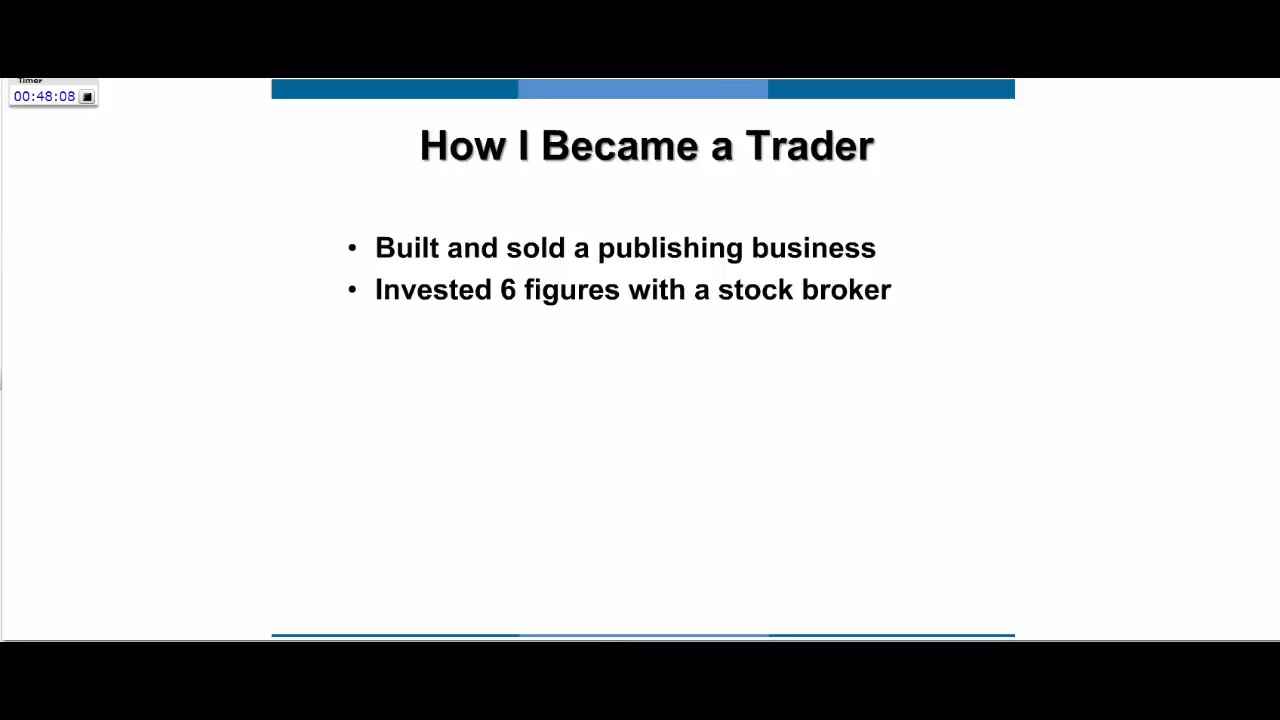 Timer
00:48:08
How I Became a Trader
• Built and sold a publishing business
• Invested 6 figures with a stock broker